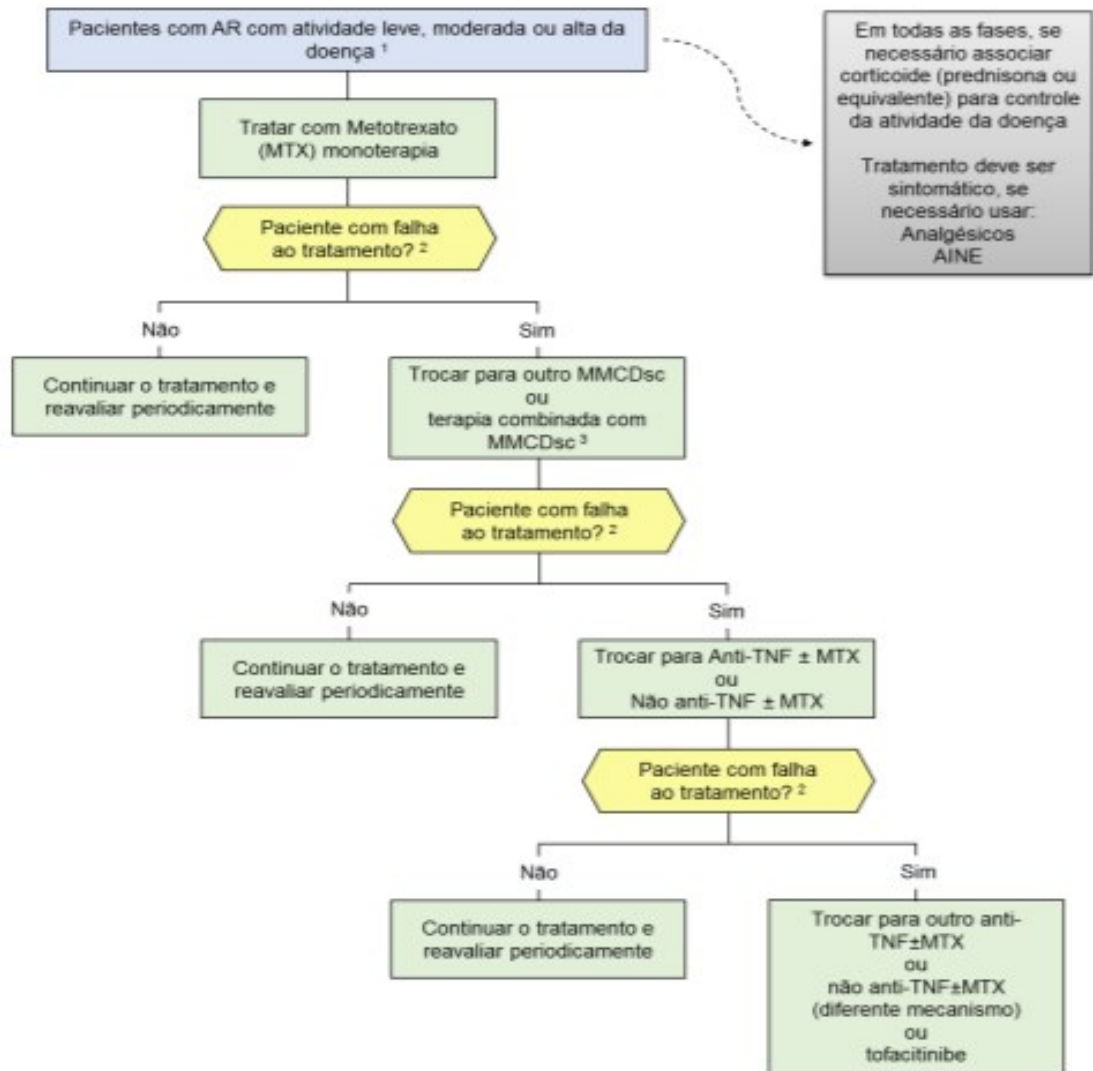 Pacientes com AR com atividade leve, moderada ou alta da
doença ¹
Em todas as fases, se
necessário associar
corticoide (prednisona ou
equivalente) para controle
da atividade da doença
Tratamento deve ser
sintomático, se
necessário usar:
Analgésicos
AINE
Tratar com Metotrexato
(MTX) monoterapia
Paciente com falha
ao tratamento? ²
Não
Sim
Continuar o tratamento e
reavaliar periodicamente
Trocar para outro MMCDsc
ou
terapia combinada com
MMCDsc ³
Paciente com falha
ao tratamento? ²
Não
Sim
Continuar o tratamento e
reavaliar periodicamente
Trocar para Anti-TNF ± MTX
ou
Não anti-TNF ± MTX
Paciente com falha
ao tratamento? ²
Não
Sim
Continuar o tratamento e
reavaliar periodicamente
Trocar para outro anti-
TNF±MTX
ou
não anti-TNF±MTX
(diferente mecanismo)
ou
tofacitinibe